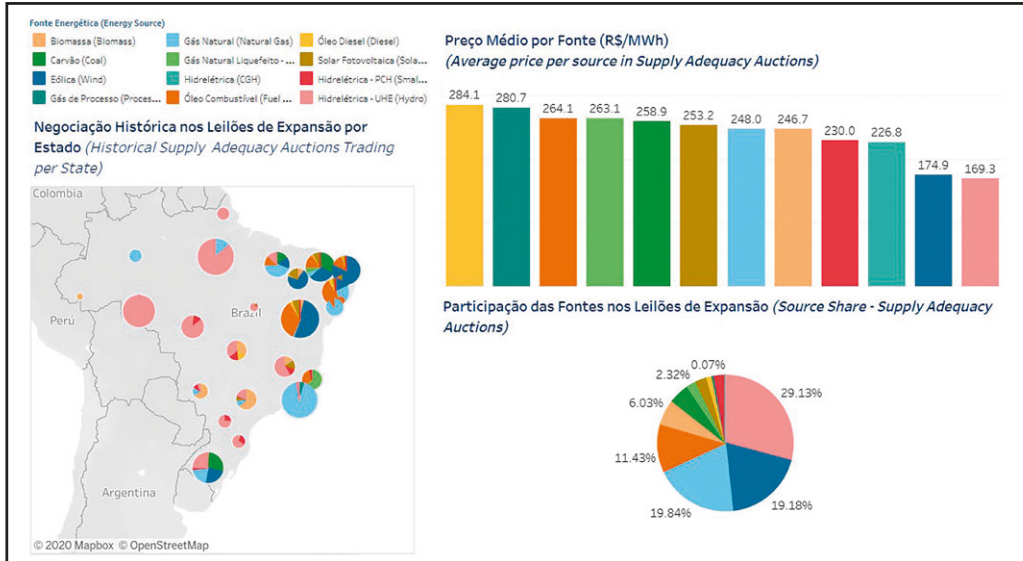 Fonte Energética (Energy Source)
Biomassa (Biomass)
Gás Natural (Natural Gas)
Óleo Diesel (Diesel)
Carvão (Coal)
Gás Natural Liquefeito - ...
Solar Fotovoltaica (Sola...
Eólica (Wind)
Hidrelétrica (CGH)
Hidrelétrica - PCH (Smal...
Gás de Processo (Proces...
Óleo Combustível (Fuel ...
Hidrelétrica - UHE (Hydro)
Negociação Histórica nos Leilões de Expansão por
Estado (Historical Supply Adequacy Auctions Trading
per State)
Colombia
Perú
Brazil
Argentina
© 2020 Mapbox © OpenStreetMap
Preço Médio por Fonte (R$/MWh)
(Average price per source in Supply Adequacy Auctions)
284.1
280.7
264.1
263.1
258.9
253.2
248.0
246.7
230.0
226.8
174.9
169.3
Participação das Fontes nos Leilões de Expansão (Source Share - Supply Adequacy
Auctions)
0.07%
2.32%
29.13%
6.03%
11.43%
19.84%
19.18%